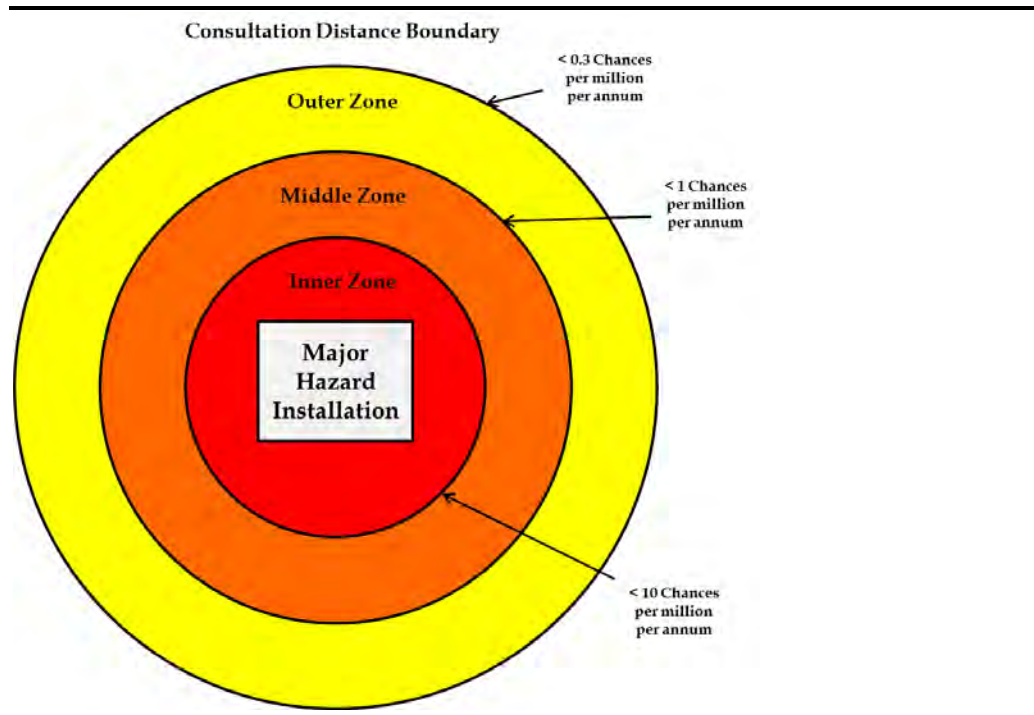 Consultation Distance Boundary
< 0.3 Chances
per million
per annum
Outer Zone
Middle Zone
< 1 Chances
per million
per annum
Inner Zone
Major
Hazard
Installation
< 10 Chances
per million
per annum